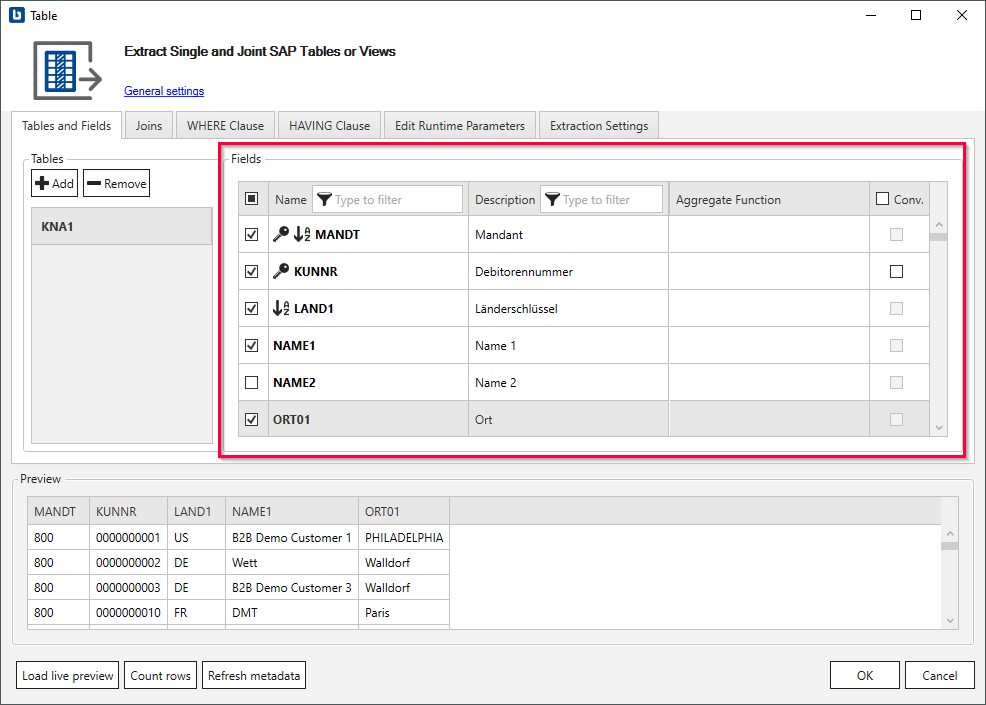 Table
Extract Single and Joint SAP Tables or Views
General settings
Tables and Fields Joins WHERE Clause HAVING Clause Edit Runtime Parameters Extraction Settings
Tables
Add Remove
KNA1
Fields
Name Type to filter Description Type to filter Aggregate Function Conv.
MANDT Mandant
KUNNR Debitorennummer
LAND1 Länderschlüssel
NAME1 Name 1
NAME2 Name 2
ORT01 Ort
Preview
MANDT KUNNR LAND1 NAME1 ORT01
800 0000000001 US B2B Demo Customer 1 PHILADELPHIA
800 0000000002 DE Wett Walldorf
800 0000000003 DE B2B Demo Customer 3 Walldorf
800 0000000010 FR DMT Paris
Load live preview Count rows Refresh metadata OK Cancel